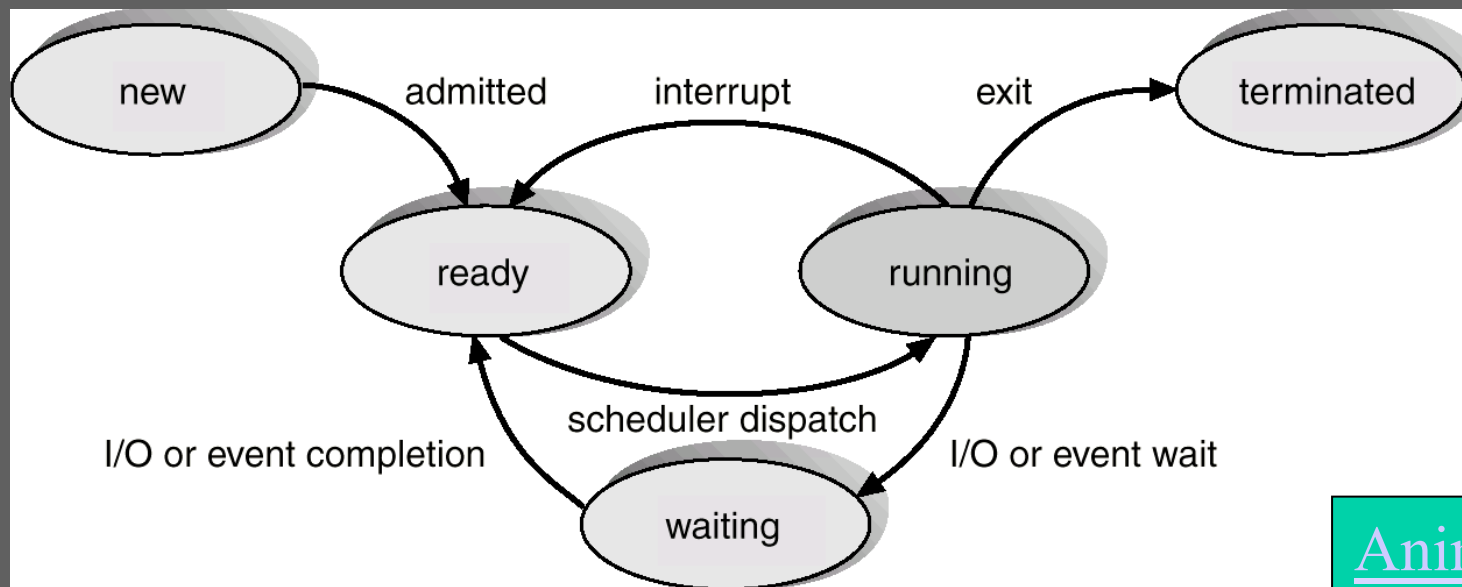 new
admitted
interrupt
exit
terminated
ready
running
scheduler dispatch
I/O or event completion
I/O or event wait
waiting